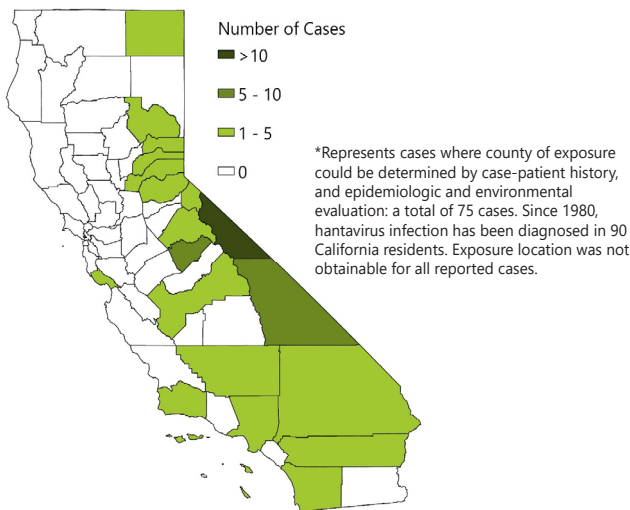 Number of Cases
>10
5 - 10
1 - 5
0
*Represents cases where county of exposure
could be determined by case-patient history,
and epidemiologic and environmental
evaluation: a total of 75 cases. Since 1980,
hantavirus infection has been diagnosed in 90
California residents. Exposure location was not
obtainable for all reported cases.